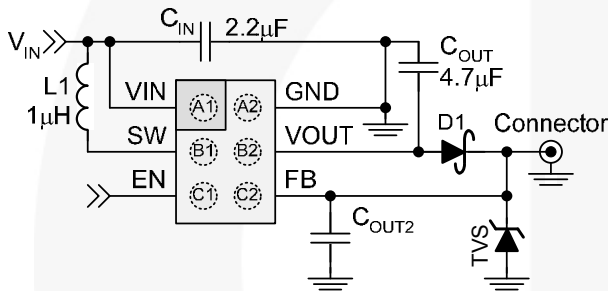 CIN
2.2μF
VIN
COUT
4.7μF
L1
1μH
VIN
A1
A2
GND
D1
Connector
SW
B1
B2
VOUT
EN
C1
C2
FB
COUT2
TVS